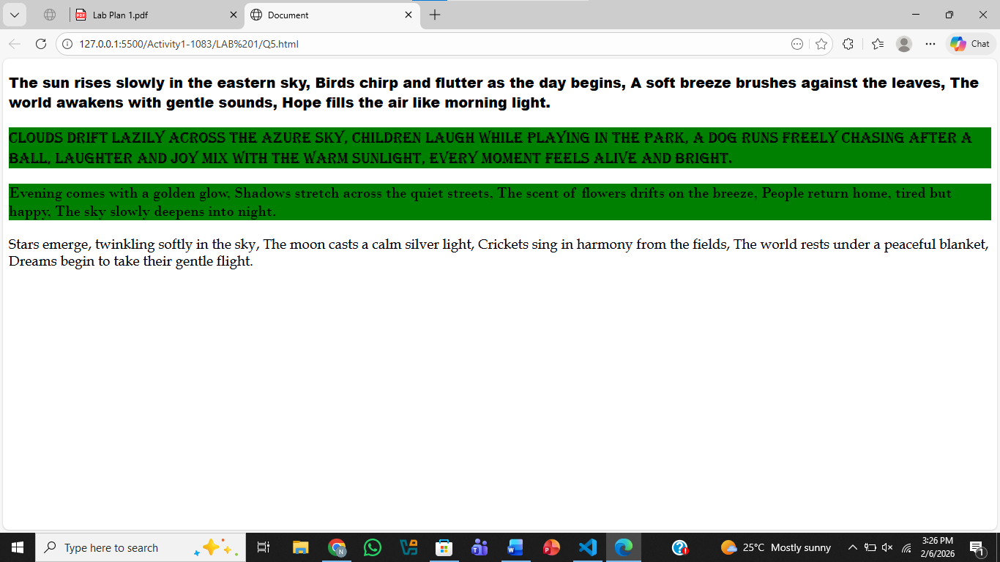 Lab Plan 1.pdf
Document
127.0.0.1:5500/Activity1-1083/LAB%201/Q5.html
Chat
The sun rises slowly in the eastern sky, Birds chirp and flutter as the day begins, A soft breeze brushes against the leaves, The
world awakens with gentle sounds, Hope fills the air like morning light.
CLOUDS DRIFT LAZILY ACROSS THE AZURE SKY, CHILDREN LAUGH WHILE PLAYING IN THE PARK, A DOG RUNS FREELY CHASING AFTER A
BALL, LAUGHTER AND JOY MIX WITH THE WARM SUNLIGHT, EVERY MOMENT FEELS ALIVE AND BRIGHT.
Evening comes with a golden glow, Shadows stretch across the quiet streets, The scent of flowers drifts on the breeze, People return home, tired but
happy, The sky slowly deepens into night.
Stars emerge, twinkling softly in the sky, The moon casts a calm silver light, Crickets sing in harmony from the fields, The world rests under a peaceful blanket,
Dreams begin to take their gentle flight.
Type here to search
25°C Mostly sunny
3:26 PM
2/6/2026
1